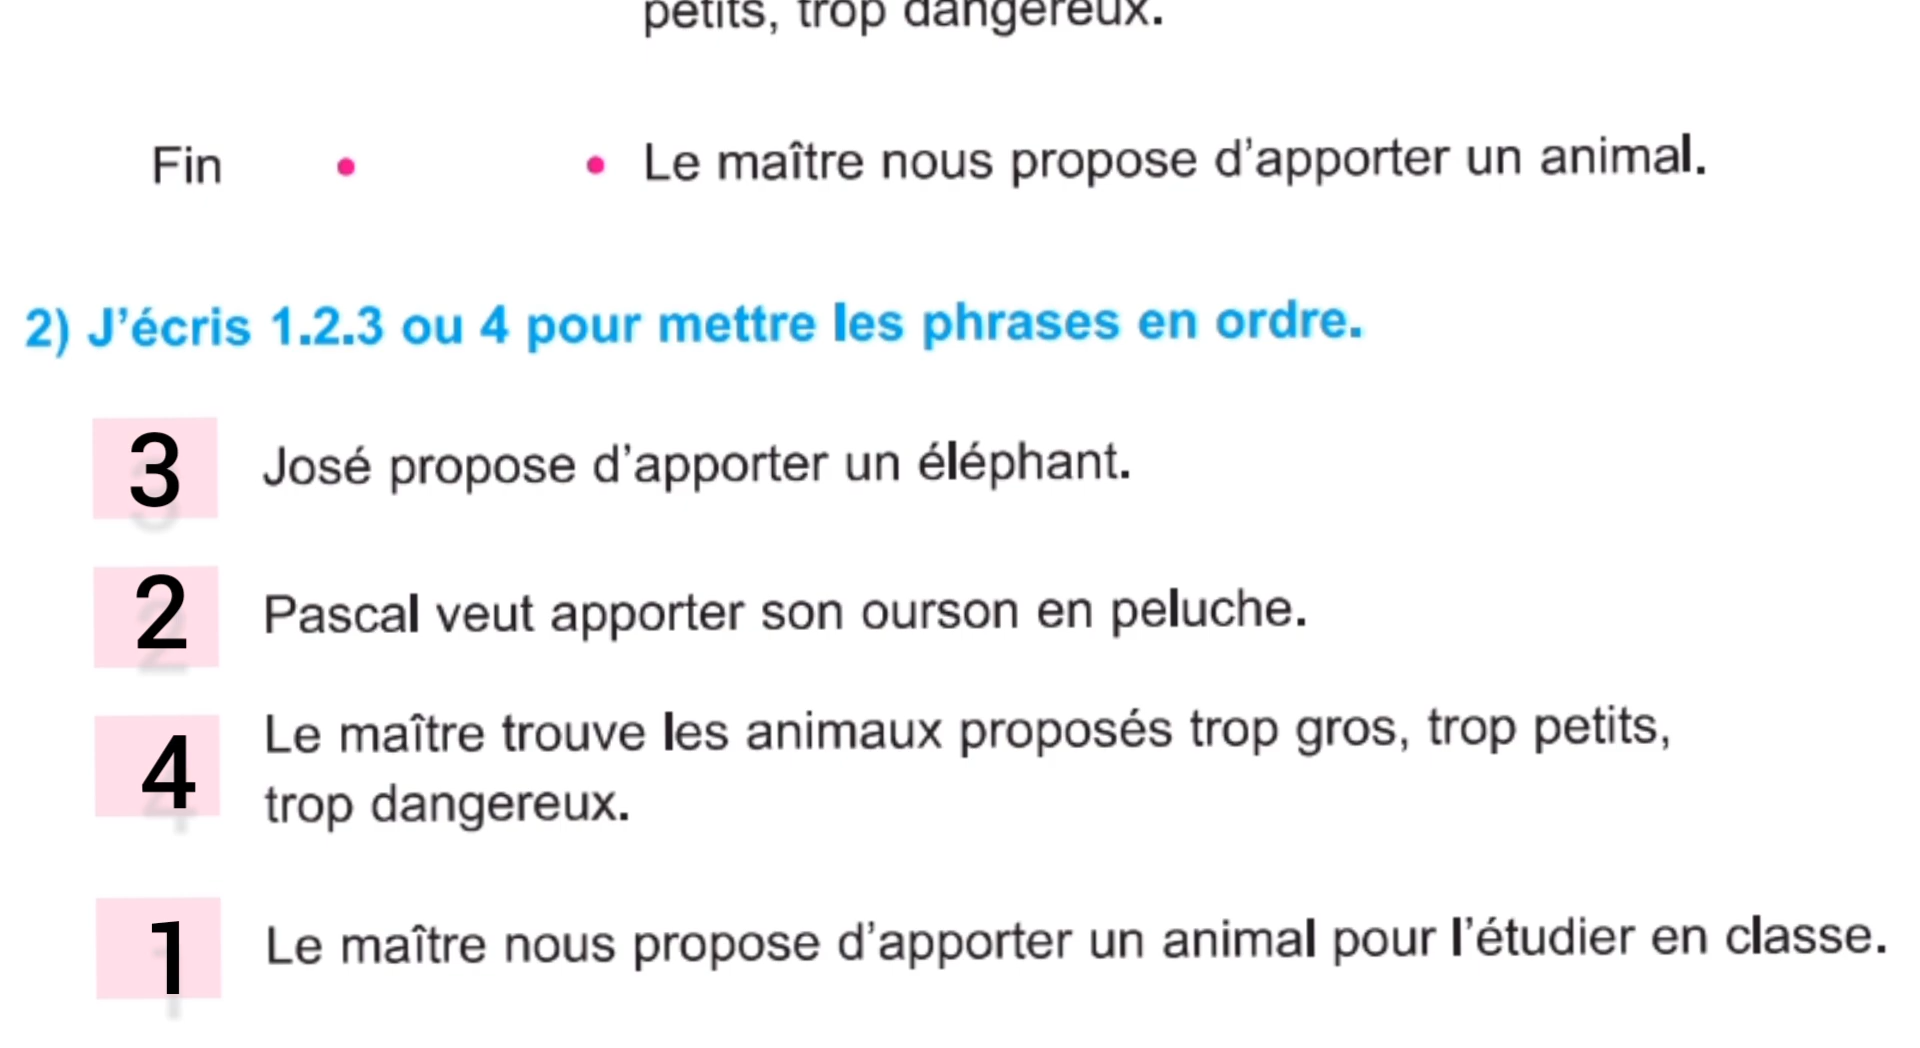 petits, trop dangereux.
Fin • • Le maître nous propose d'apporter un animal.
2) J'écris 1.2.3 ou 4 pour mettre les phrases en ordre.
3 José propose d'apporter un éléphant.
2 Pascal veut apporter son ourson en peluche.
4 Le maître trouve les animaux proposés trop gros, trop petits,
trop dangereux.
1 Le maître nous propose d'apporter un animal pour l'étudier en classe.